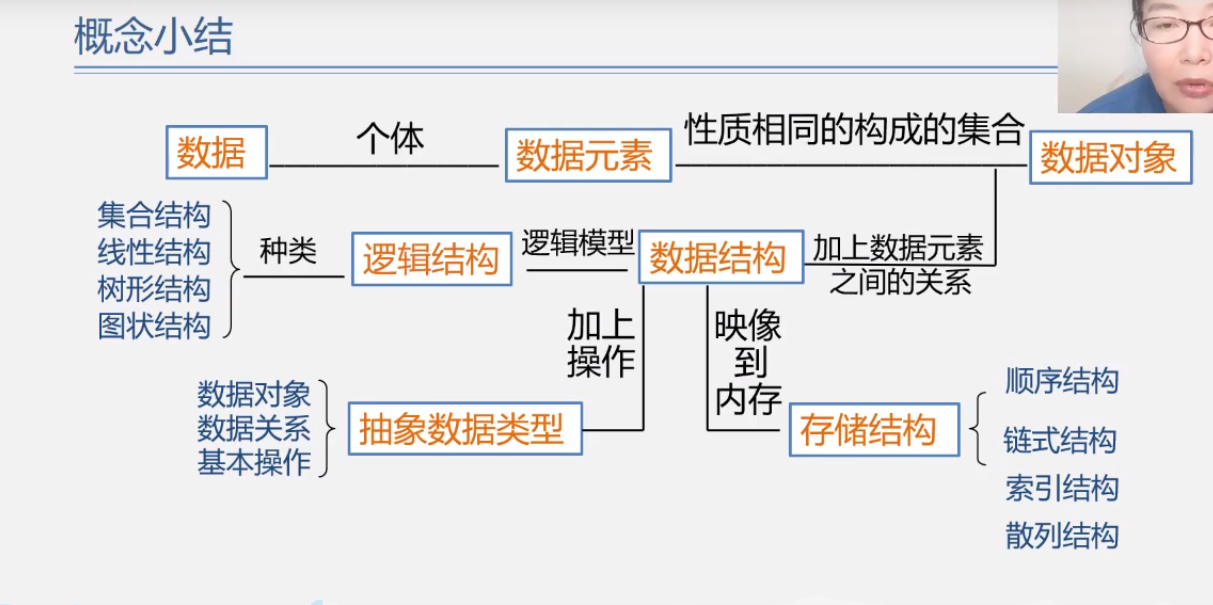 概念小结
数据
个体
数据元素
性质相同的构成的集合
数据对象
集合结构
线性结构
树形结构
图状结构
种类
逻辑结构
逻辑模型
数据结构
加上数据元素
之间的关系
加上
操作
映像
到
内存
数据对象
数据关系
基本操作
抽象数据类型
存储结构
顺序结构
链式结构
索引结构
散列结构